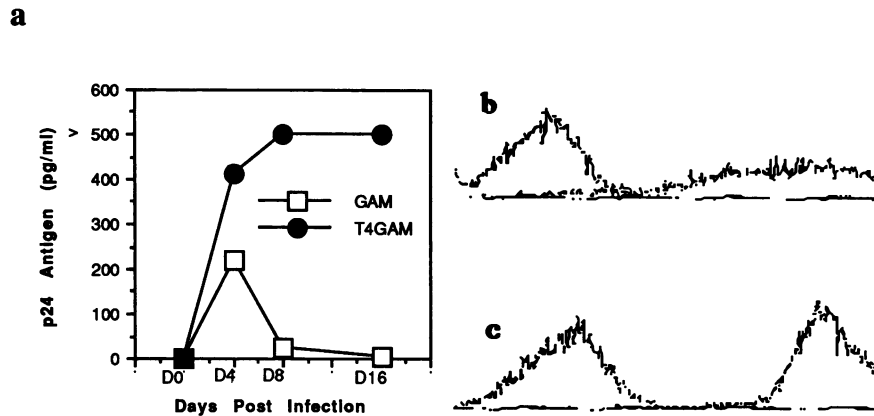 a
600
v
500
400
300
200
100
0
p24 Antigen (pg/ml)
GAM
T4GAM
D0 D4 D8 D16
Days Post Infection
b
c